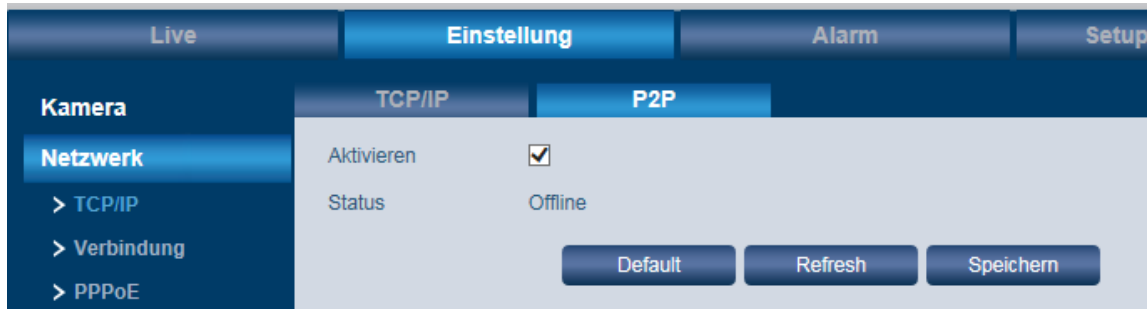 Live Einstellung Alarm Setup
Kamera TCP/IP P2P
Netzwerk Aktivieren
> TCP/IP Status Offline
> Verbindung
Default Refresh Speichern
> PPPoE